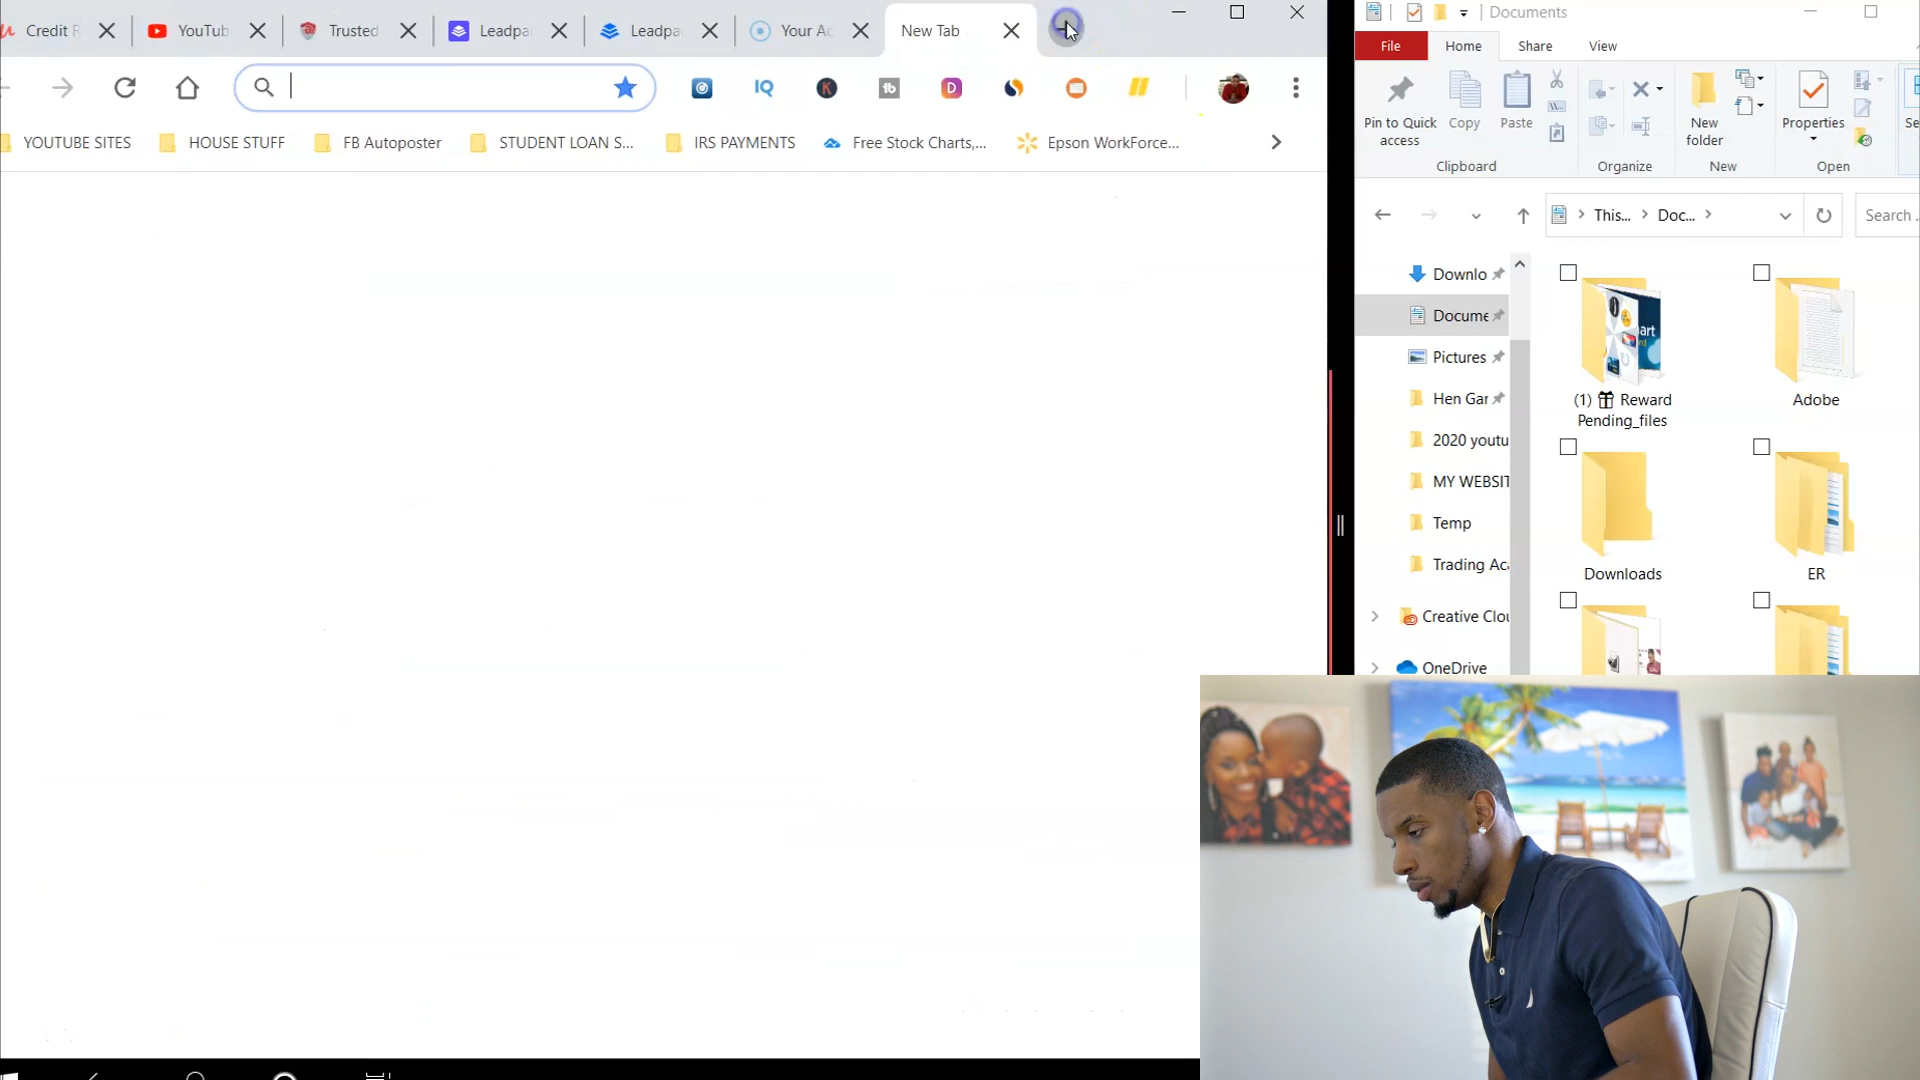 Credit R
YouTub
Trusted
Leadpa
Leadpa
Your Ac
New Tab
YOUTUBE SITES
HOUSE STUFF
FB Autoposter
STUDENT LOAN S...
IRS PAYMENTS
Free Stock Charts,...
Epson WorkForce...
Documents
File
Home
Share
View
Pin to Quick
access
Copy
Paste
New
folder
Properties
Se
Clipboard
Organize
New
Open
This...
Doc...
Search
Downlo
Docume
Pictures
Hen Gar
2020 youtu
MY WEBSIT
Temp
Trading Ac
Creative Clou
OneDrive
(1) 🎁 Reward
Pending_files
Adobe
Downloads
ER
IQ
K
tb
D
art